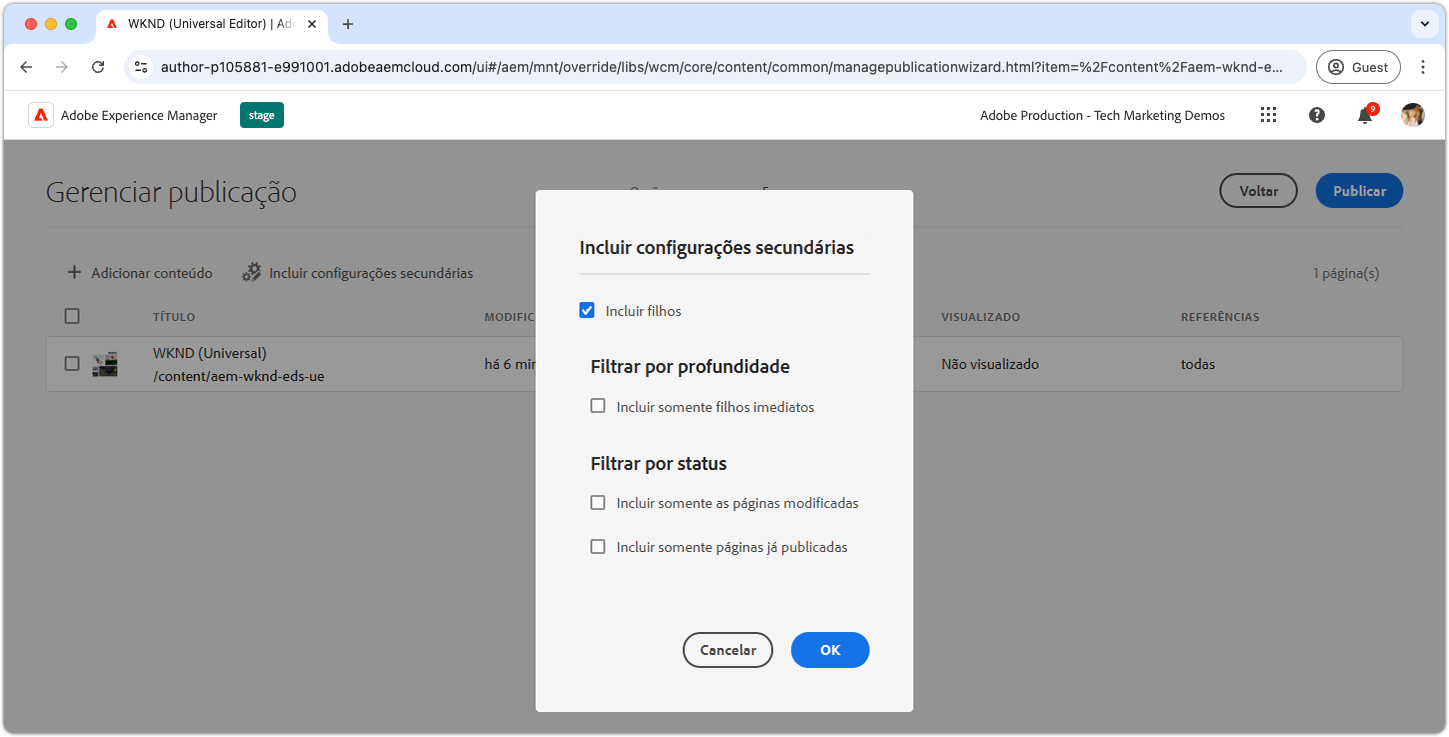 WKND (Universal Editor) | Ad
author-p105881-e991001.adobeaemcloud.com/ui#/aem/mnt/override/libs/wcm/core/content/common/managepublicationwizard.html?item=%2Fcontent%2Faem-wknd-e...
Guest
Adobe Experience Manager
stage
Adobe Production - Tech Marketing Demos
9
Gerenciar publicação
Voltar
Publicar
Adicionar conteúdo
Incluir configurações secundárias
1 página(s)
TÍTULO
MODIFIC
VISUALIZADO
REFERÊNCIAS
WKND (Universal)
/content/aem-wknd-eds-ue
há 6 min
Não visualizado
todas
Incluir configurações secundárias
Incluir filhos
Filtrar por profundidade
Incluir somente filhos imediatos
Filtrar por status
Incluir somente as páginas modificadas
Incluir somente páginas já publicadas
Cancelar
OK